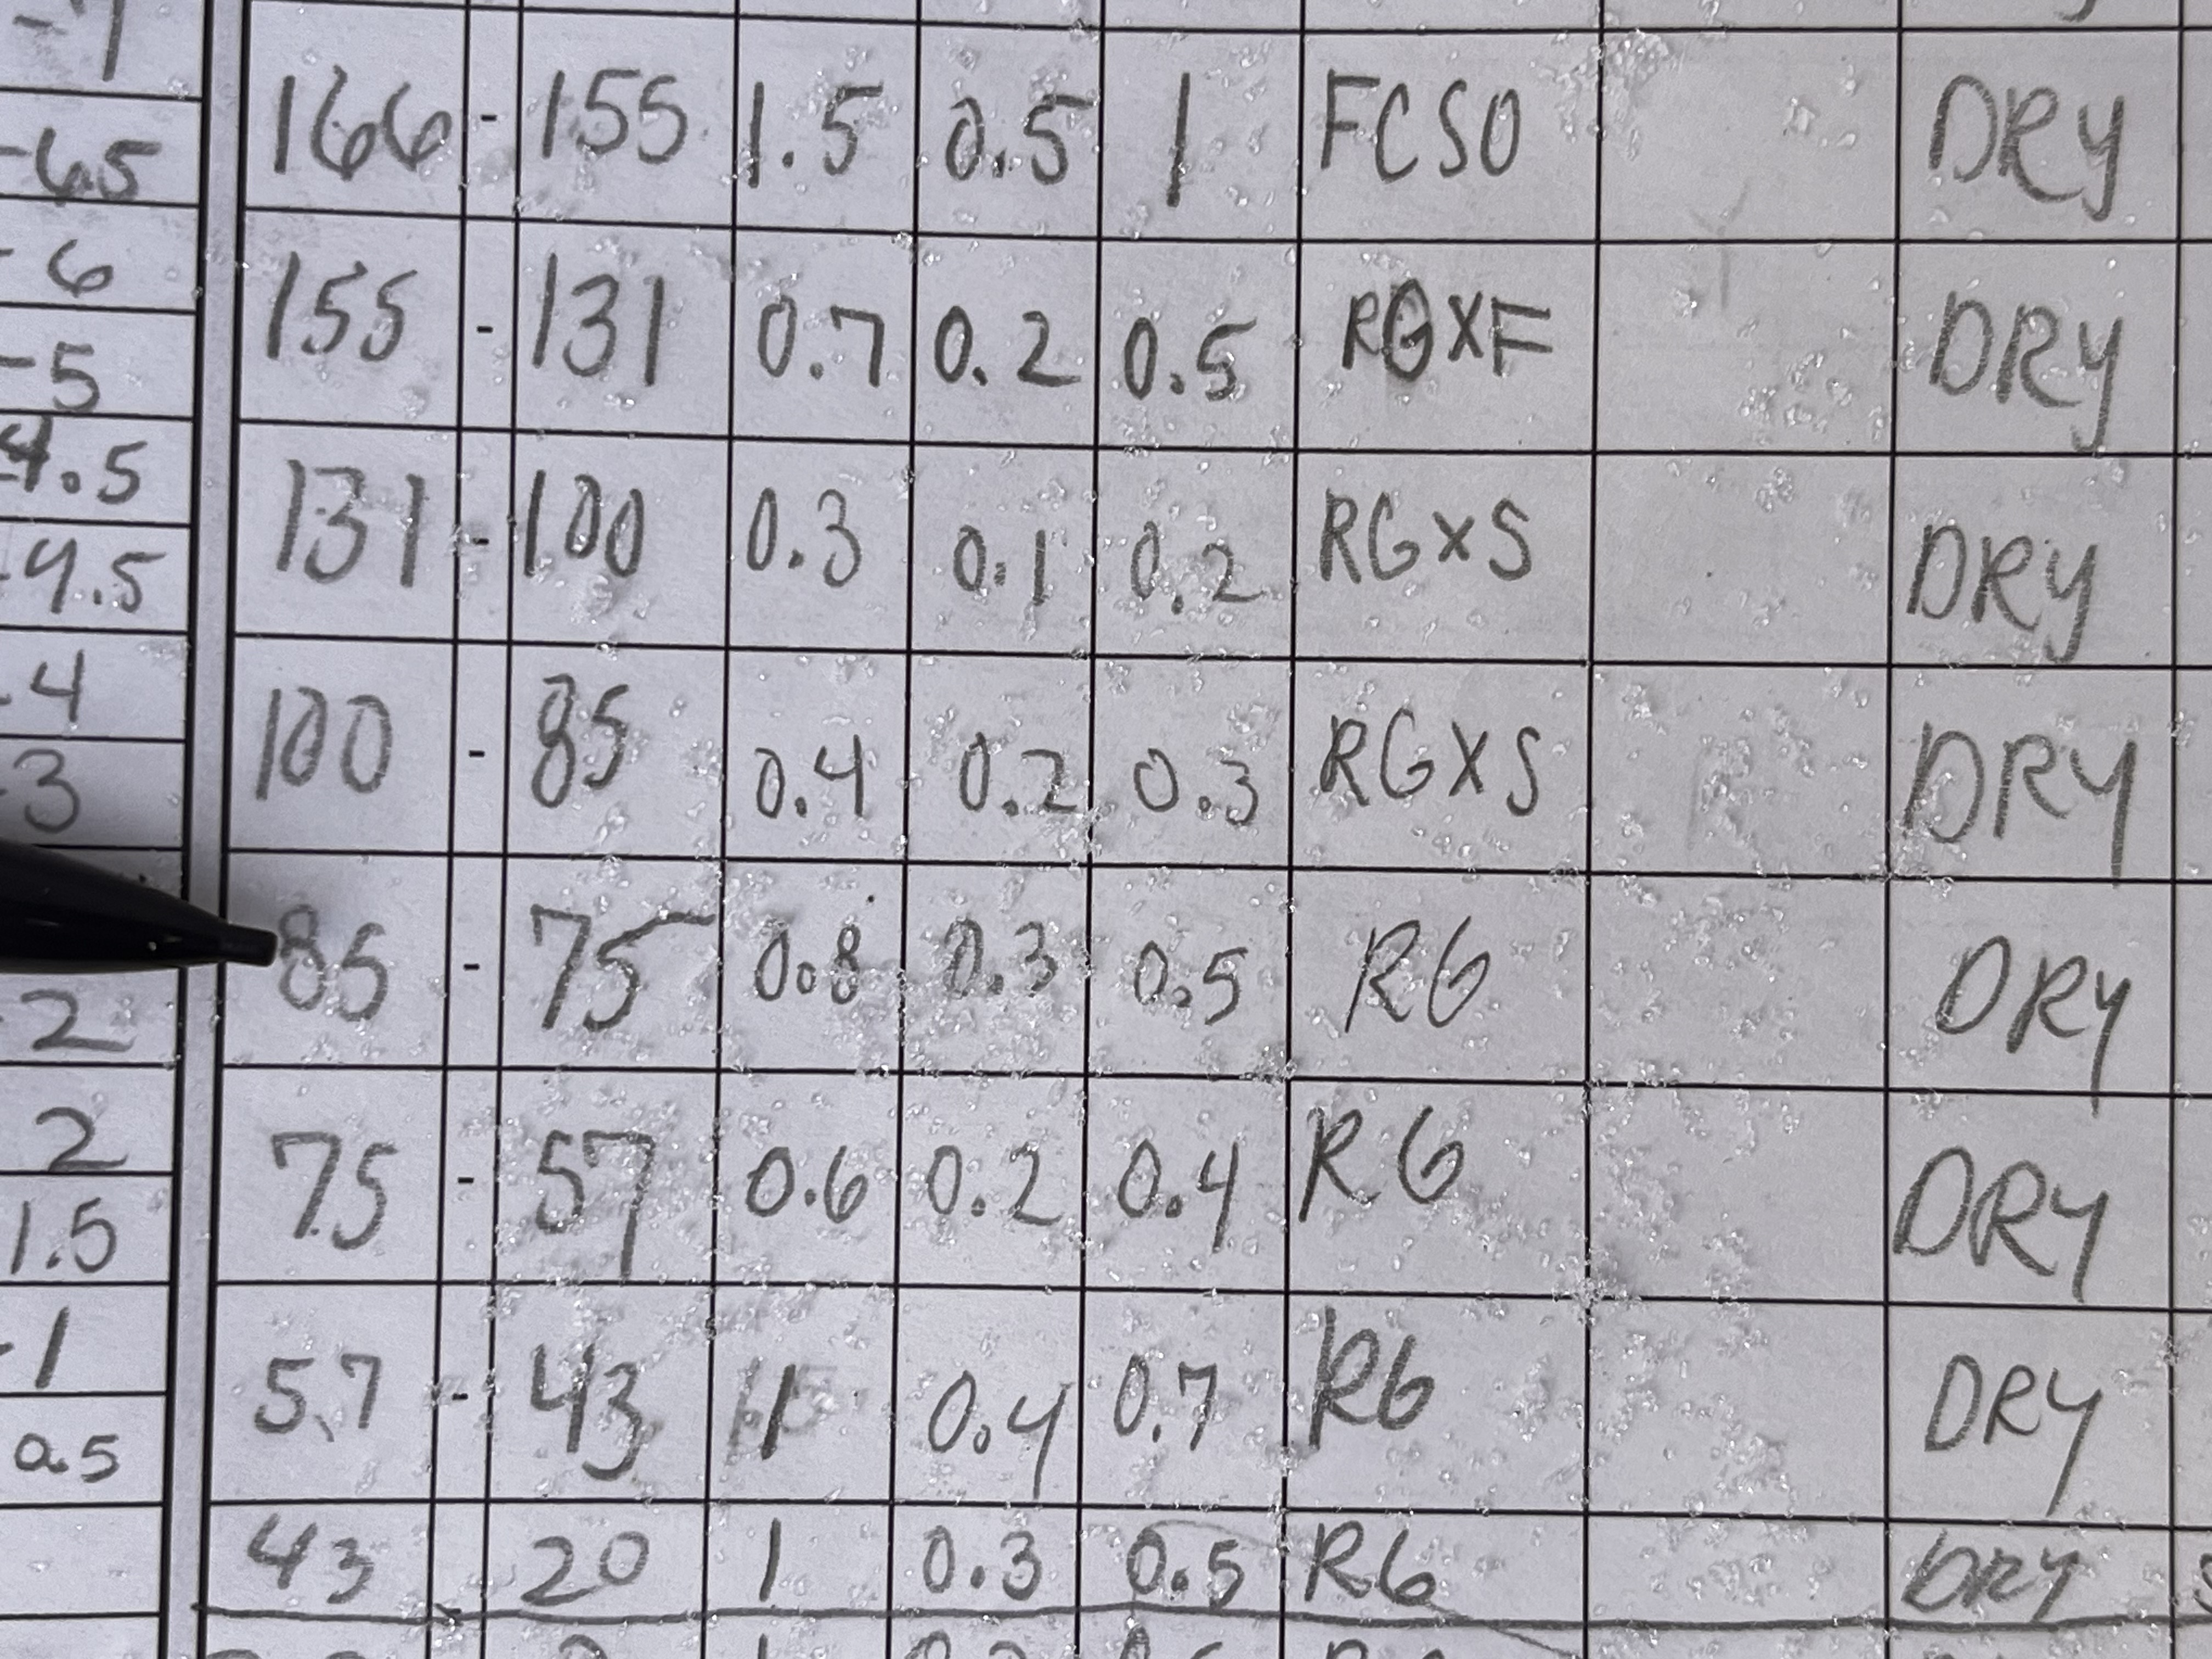 -6.5
-6
-5
-4.5
-4.5
-4
3
2
2
1.5
-1
0.5
166 - 155 1.5 0.5 1 FCSO DRY
155 - 131 0.7 0.2 0.5 RGXF DRY
131 - 100 0.3 0.1 0.2 RGXS DRY
100 - 85 0.4 0.2 0.3 RGXS DRY
85 - 75 0.8 0.3 0.5 RG DRY
75 - 57 0.6 0.2 0.4 RG DRY
57 - 43 1 0.4 0.7 RG DRY
43 20 1 0.3 0.5 RG DRY